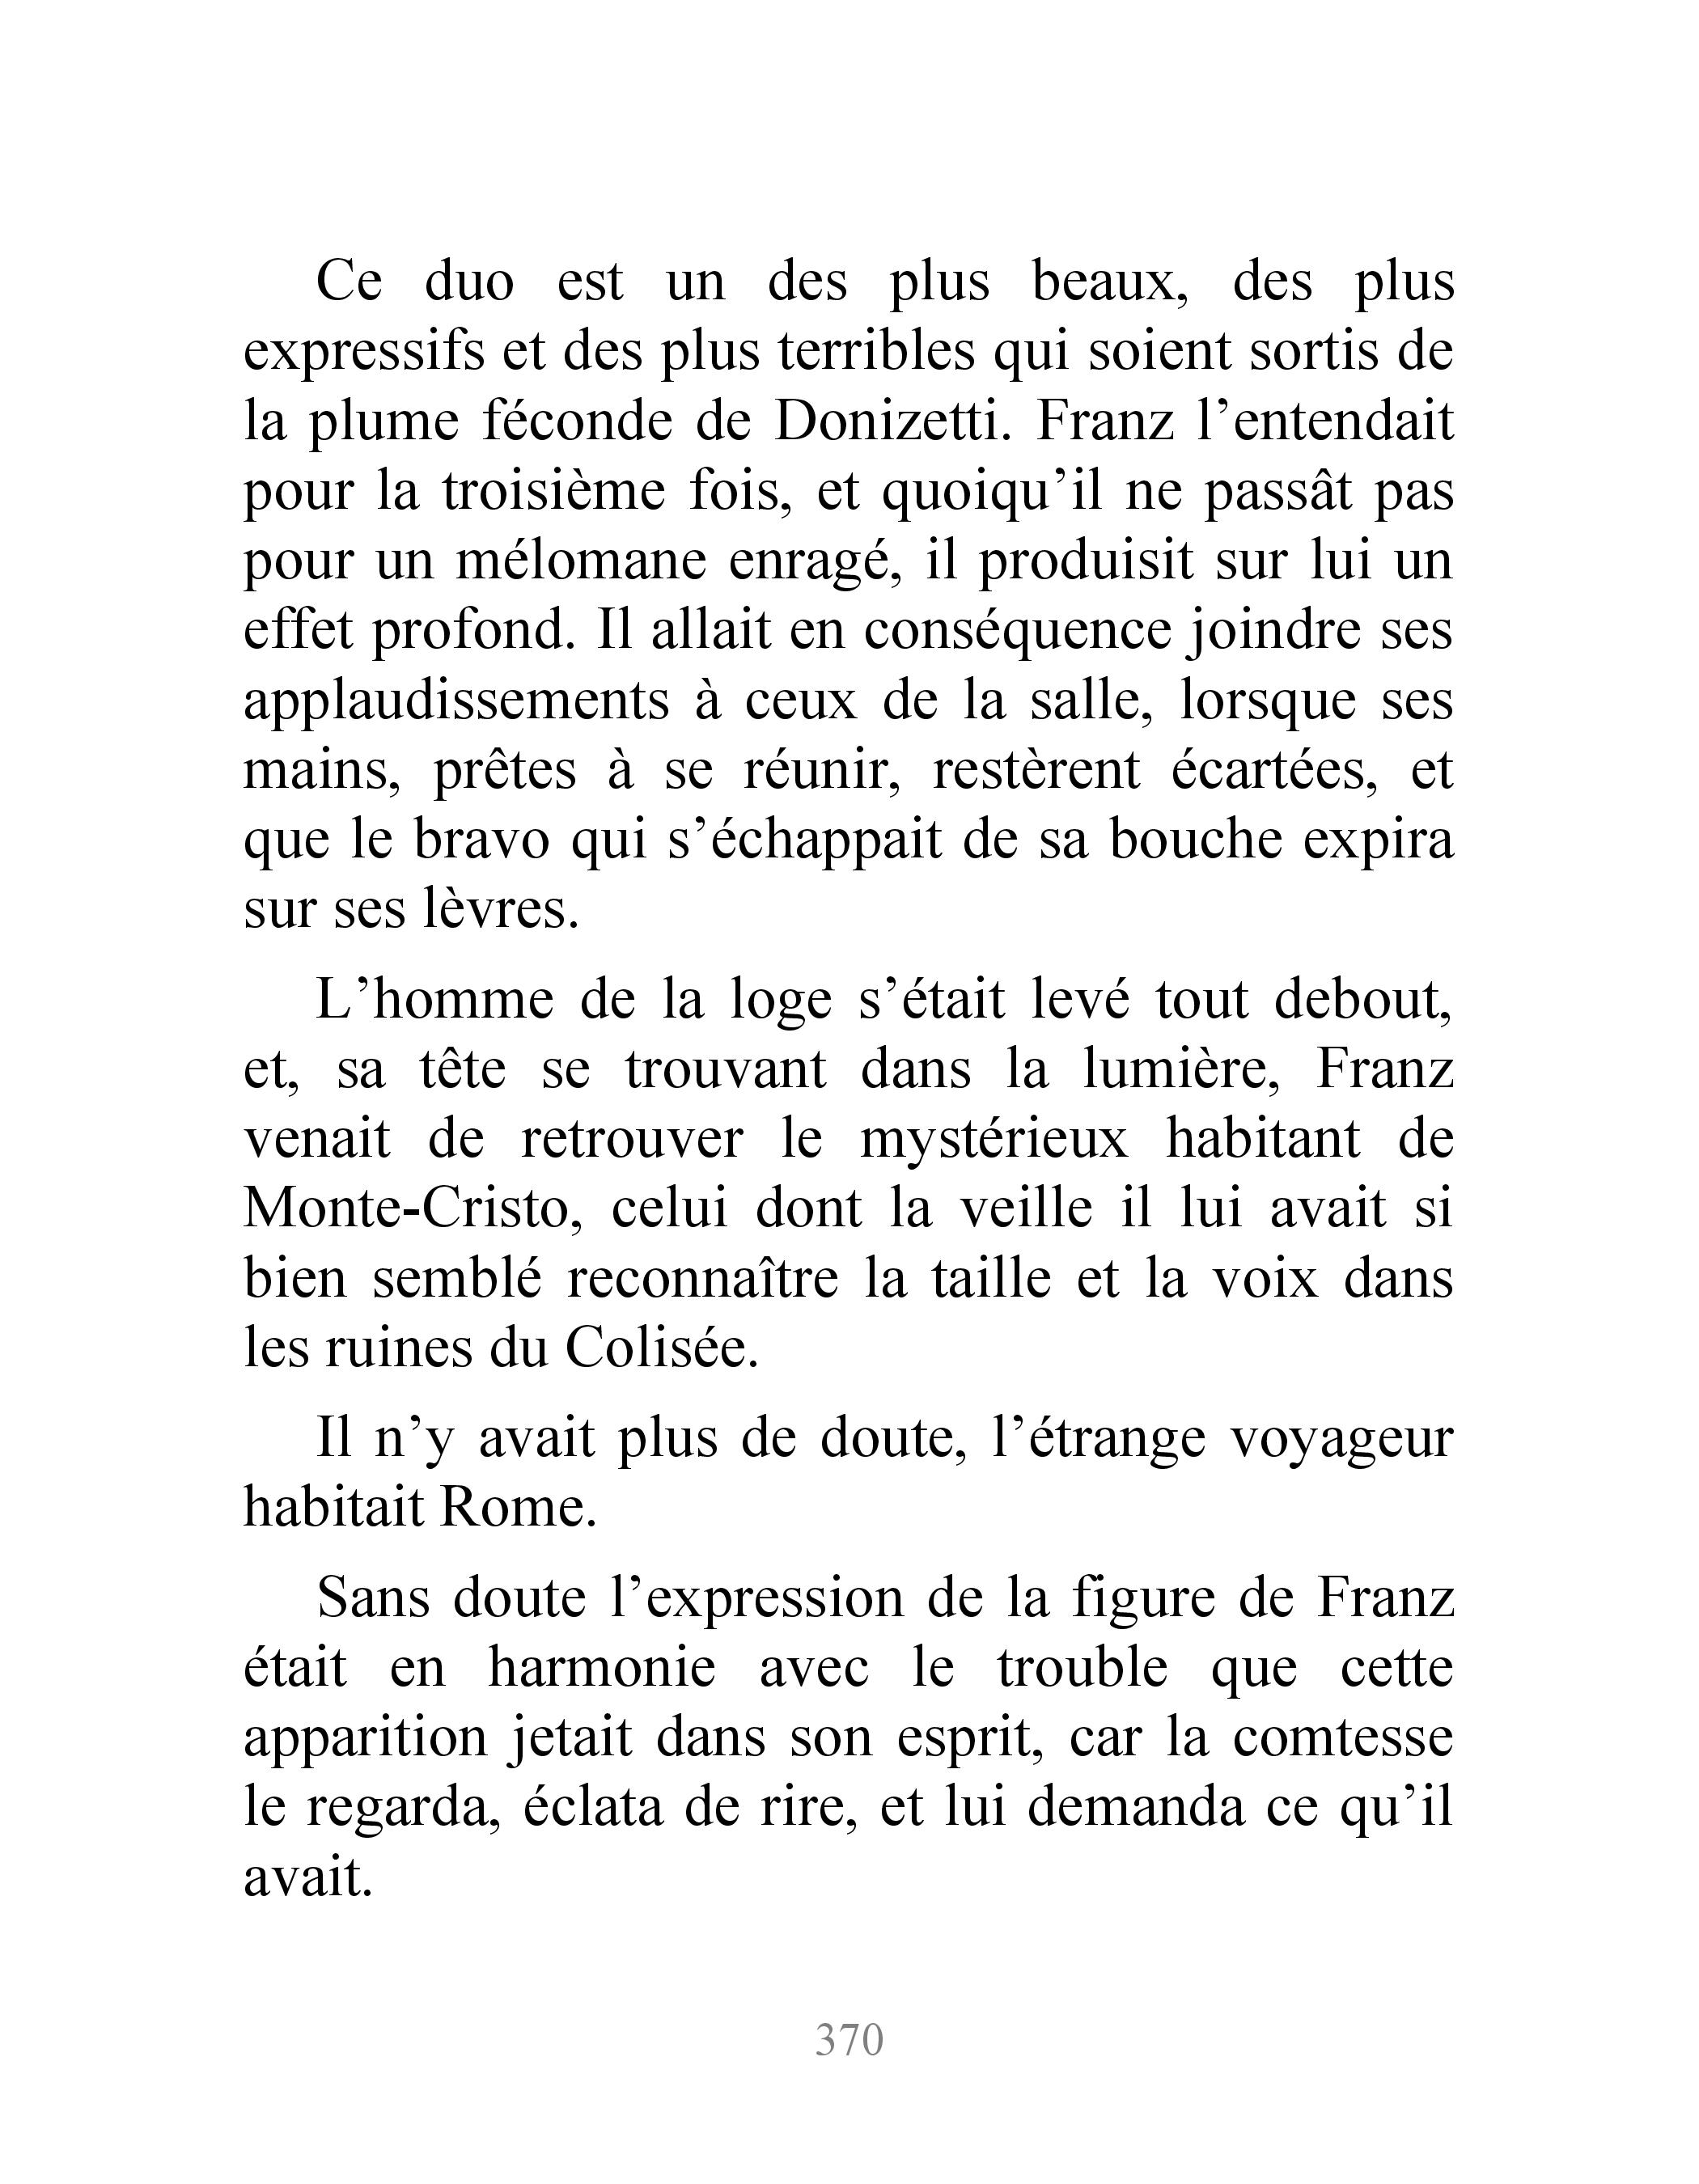 Ce duo est un des plus beaux, des plus
expressifs et des plus terribles qui soient sortis de
la plume féconde de Donizetti. Franz l’entendait
pour la troisième fois, et quoiqu’il ne passât pas
pour un mélomane enragé, il produisit sur lui un
effet profond. Il allait en conséquence joindre ses
applaudissements à ceux de la salle, lorsque ses
mains, prêtes à se réunir, restèrent écartées, et
que le bravo qui s’échappait de sa bouche expira
sur ses lèvres.
L’homme de la loge s’était levé tout debout,
et, sa tête se trouvant dans la lumière, Franz
venait de retrouver le mystérieux habitant de
Monte-Cristo, celui dont la veille il lui avait si
bien semblé reconnaître la taille et la voix dans
les ruines du Colisée.
Il n’y avait plus de doute, l’étrange voyageur
habitait Rome.
Sans doute l’expression de la figure de Franz
était en harmonie avec le trouble que cette
apparition jetait dans son esprit, car la comtesse
le regarda, éclata de rire, et lui demanda ce qu’il
avait.
370